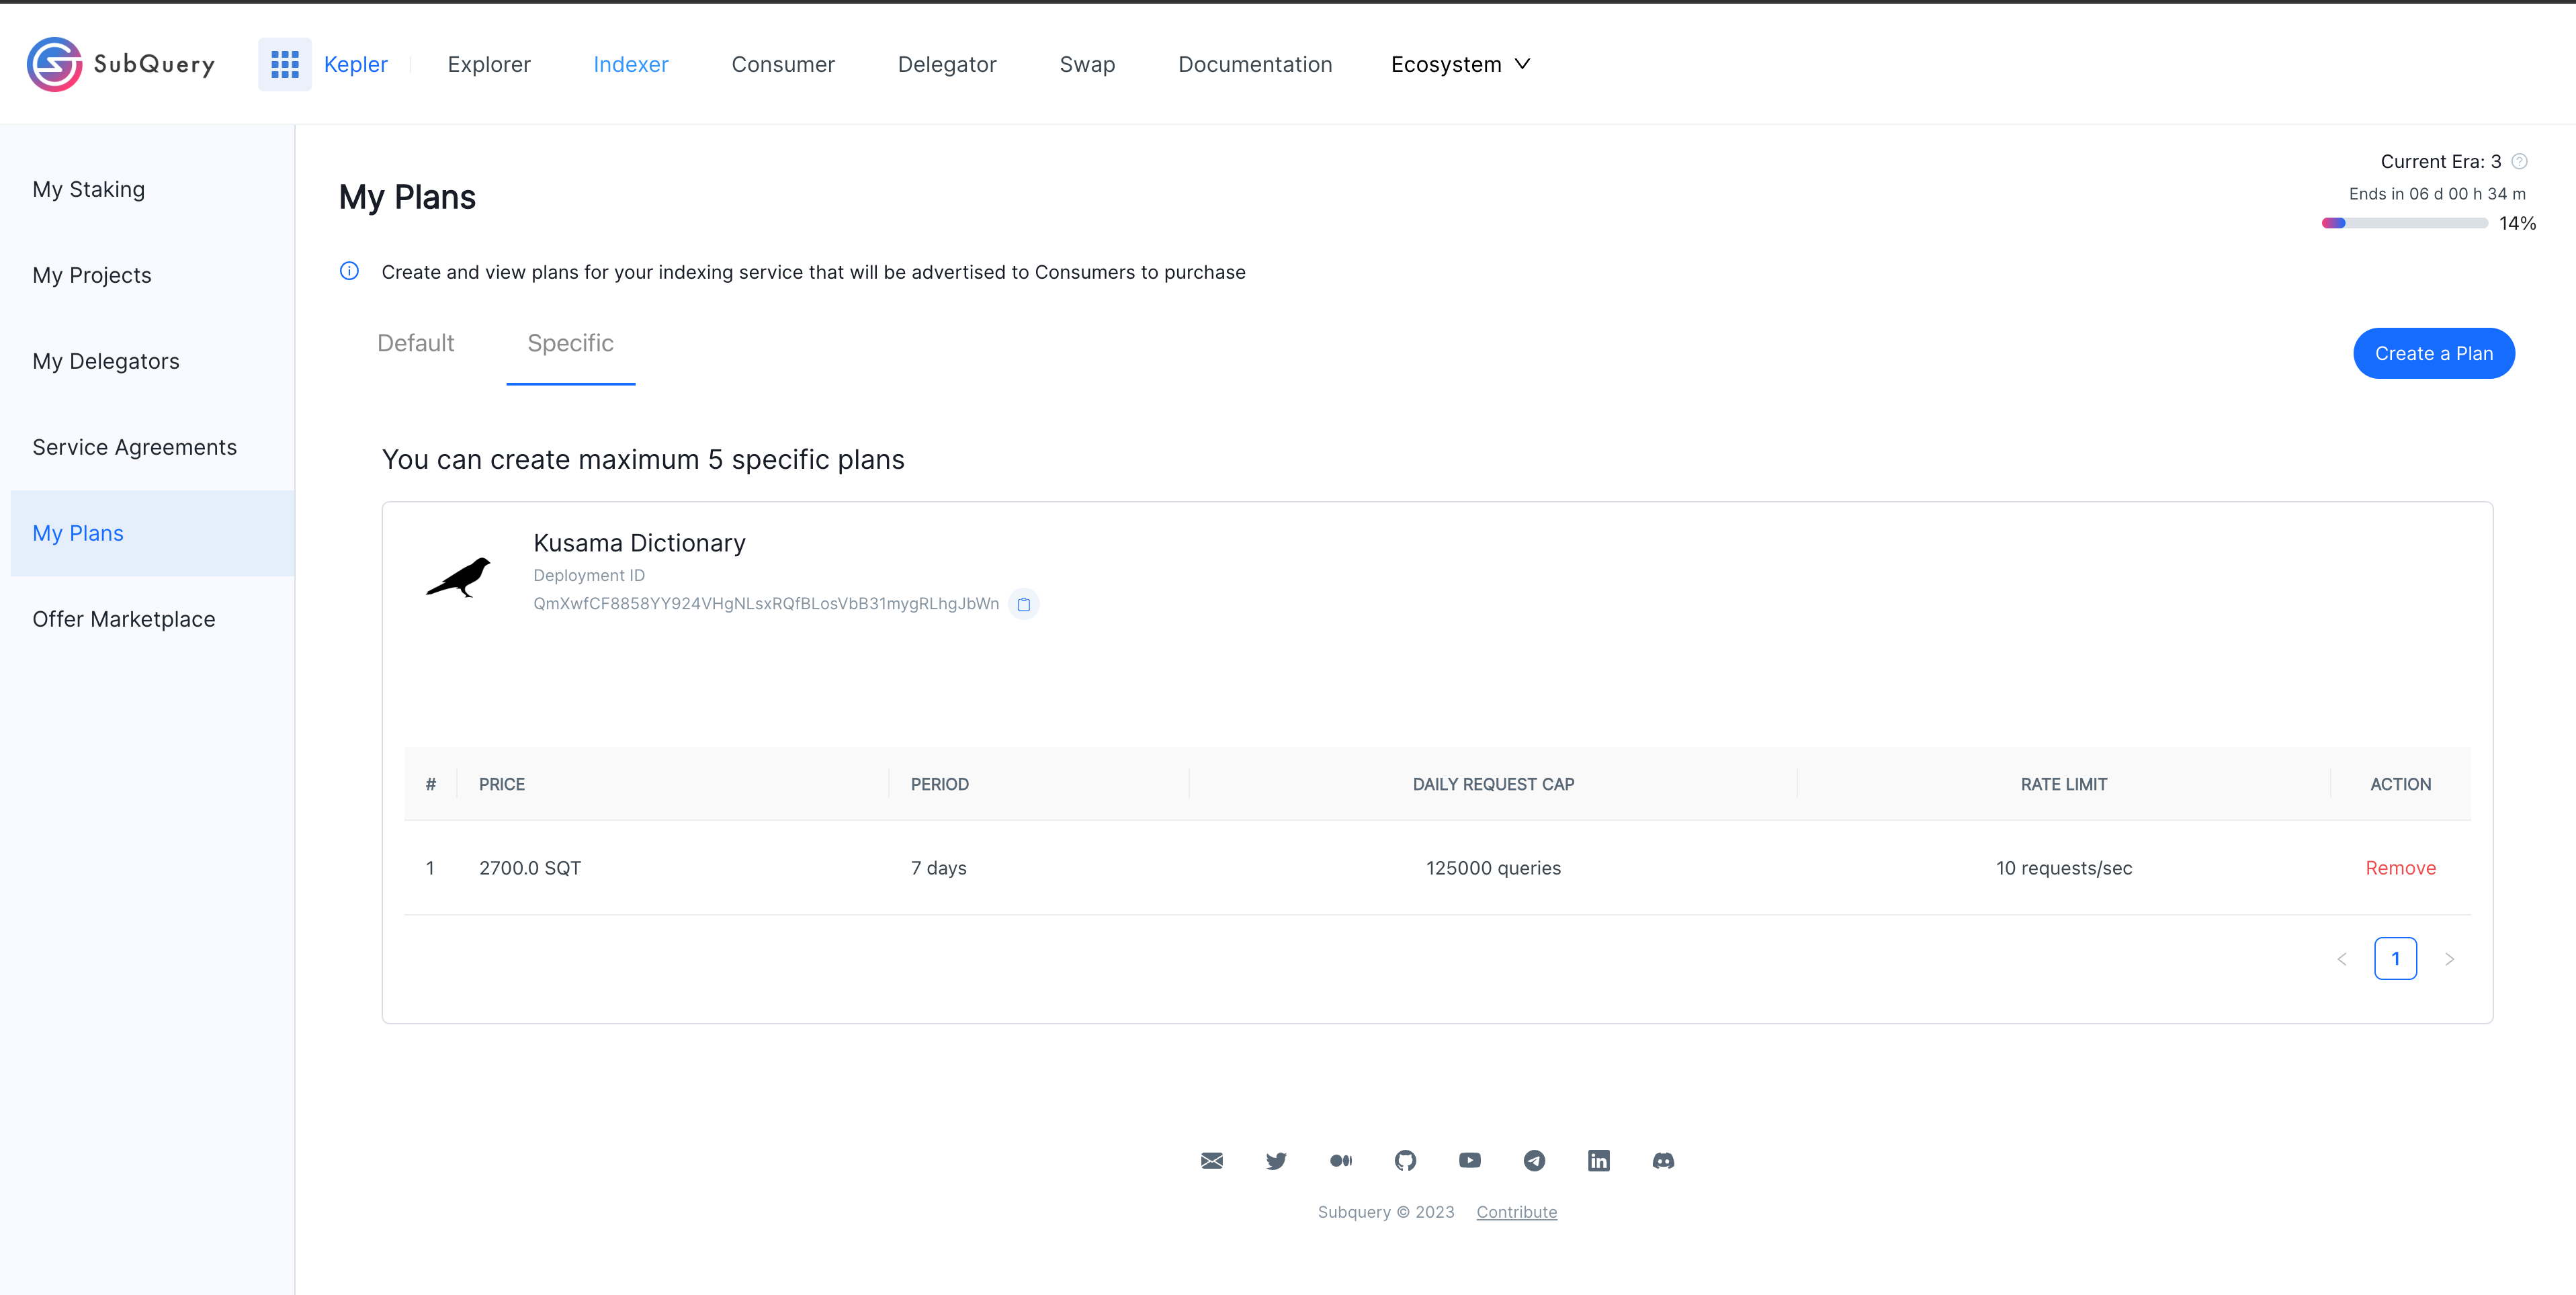 SubQuery
Kepler
Explorer
Indexer
Consumer
Delegator
Swap
Documentation
Ecosystem
My Staking
My Projects
My Delegators
Service Agreements
My Plans
Offer Marketplace
My Plans
Current Era: 3
Ends in 06 d 00 h 34 m
14%
Create and view plans for your indexing service that will be advertised to Consumers to purchase
Default
Specific
Create a Plan
You can create maximum 5 specific plans
Kusama Dictionary
Deployment ID
QmXwfCF8858YY924VHgNLsxRQfBLosVbB31mygRLhgJbWn
# PRICE PERIOD DAILY REQUEST CAP RATE LIMIT ACTION
1 2700.0 SQT 7 days 125000 queries 10 requests/sec Remove
< 1 >
Subquery © 2023 Contribute